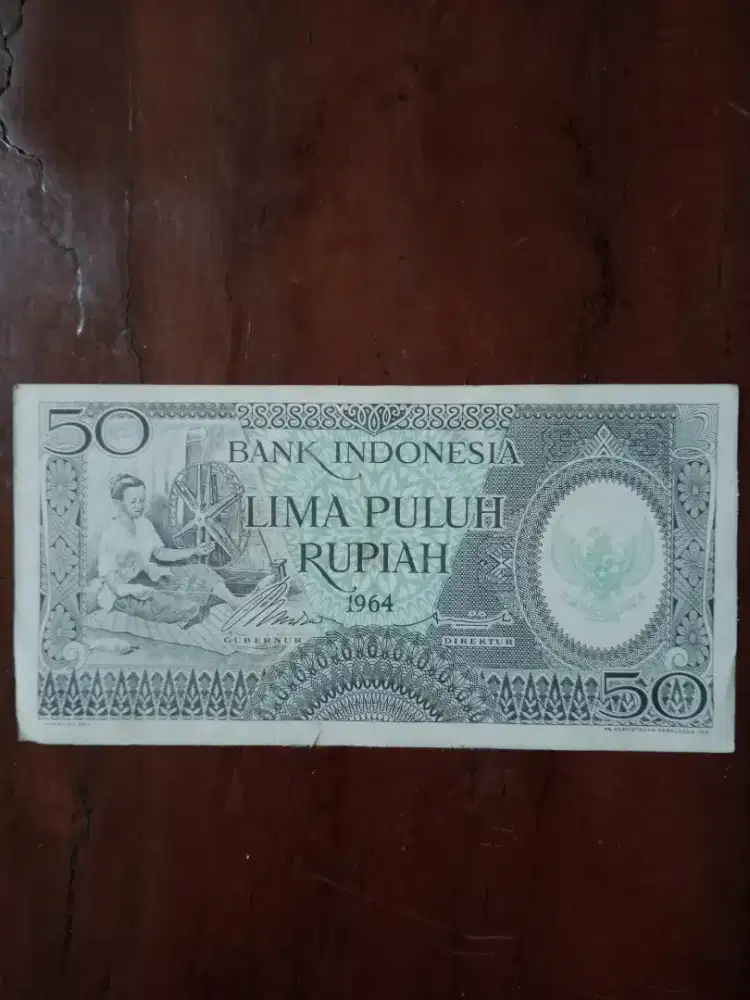 50
BANK INDONESIA
LIMA PULUH
RUPIAH
1964
GUBERNUR
DIREKTUR
50